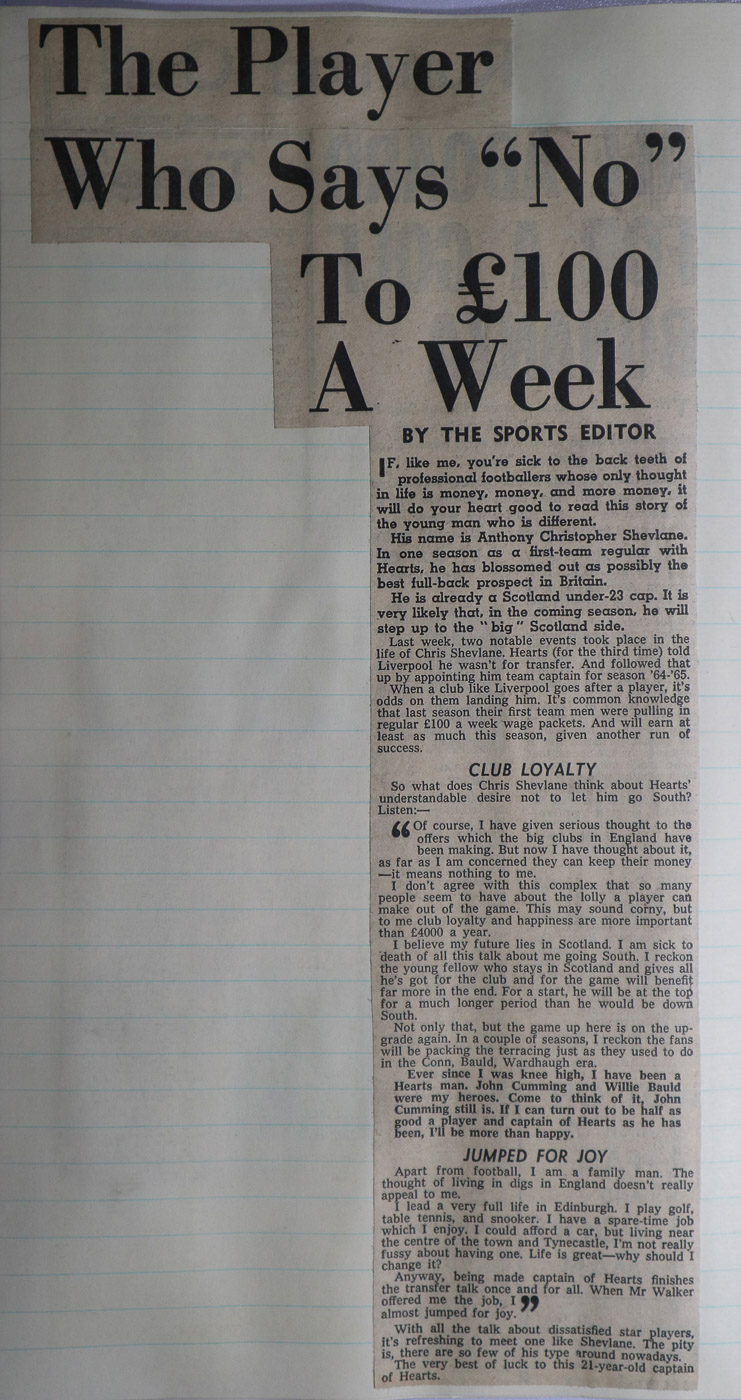 The Player
Who Says “No”
To £100
A Week
BY THE SPORTS EDITOR
IF, like me, you're sick to the back teeth of
professional footballers whose only thought
in life is money, money, and more money, it
will do your heart good to read this story of
the young man who is different.
His name is Anthony Christopher Shevlane.
In one season as a first-team regular with
Hearts, he has blossomed out as possibly the
best full-back prospect in Britain.
He is already a Scotland under-23 cap. It is
very likely that, in the coming season, he will
step up to the “big” Scotland side.
Last week, two notable events took place in the
life of Chris Shevlane. Hearts (for the third time) told
Liverpool he wasn't for transfer. And followed that
up by appointing him team captain for season '64-'65.
When a club like Liverpool goes after a player, it's
odds on them landing him. It's common knowledge
that last season their first team men were pulling in
regular £100 a week wage packets. And will earn at
least as much this season, given another run of
success.
CLUB LOYALTY
So what does Chris Shevlane think about Hearts'
understandable desire not to let him go South?
Listen:—
“Of course, I have given serious thought to the
offers which the big clubs in England have
been making. But now I have thought about it,
as far as I am concerned they can keep their money
—it means nothing to me.
I don't agree with this complex that so many
people seem to have about the lolly a player can
make out of the game. This may sound corny, but
to me club loyalty and happiness are more important
than £4000 a year.
I believe my future lies in Scotland. I am sick to
death of all this talk about me going South. I reckon
the young fellow who stays in Scotland and gives all
he's got for the club and for the game will benefit
far more in the end. For a start, he will be at the top
for a much longer period than he would be down
South.
Not only that, but the game up here is on the up-
grade again. In a couple of seasons, I reckon the fans
will be packing the terracing just as they used to do
in the Conn, Bauld, Wardhaugh era.
Ever since I was knee high, I have been a
Hearts man. John Cumming and Willie Bauld
were my heroes. Come to think of it, John
Cumming still is. If I can turn out to be half as
good a player and captain of Hearts as he has
been, I'll be more than happy.
JUMPED FOR JOY
Apart from football, I am a family man. The
thought of living in digs in England doesn't really
appeal to me.
I lead a very full life in Edinburgh. I play golf,
table tennis, and snooker. I have a spare-time job
which I enjoy. I could afford a car, but living near
the centre of the town and Tynecastle, I'm not really
fussy about having one. Life is great—why should I
change it?
Anyway, being made captain of Hearts finishes
the transfer talk once and for all. When Mr Walker
offered me the job, I
almost jumped for joy.”
With all the talk about dissatisfied star players,
it's refreshing to meet one like Shevlane. The pity
is, there are so few of his type around nowadays.
The very best of luck to this 21-year-old captain
of Hearts.